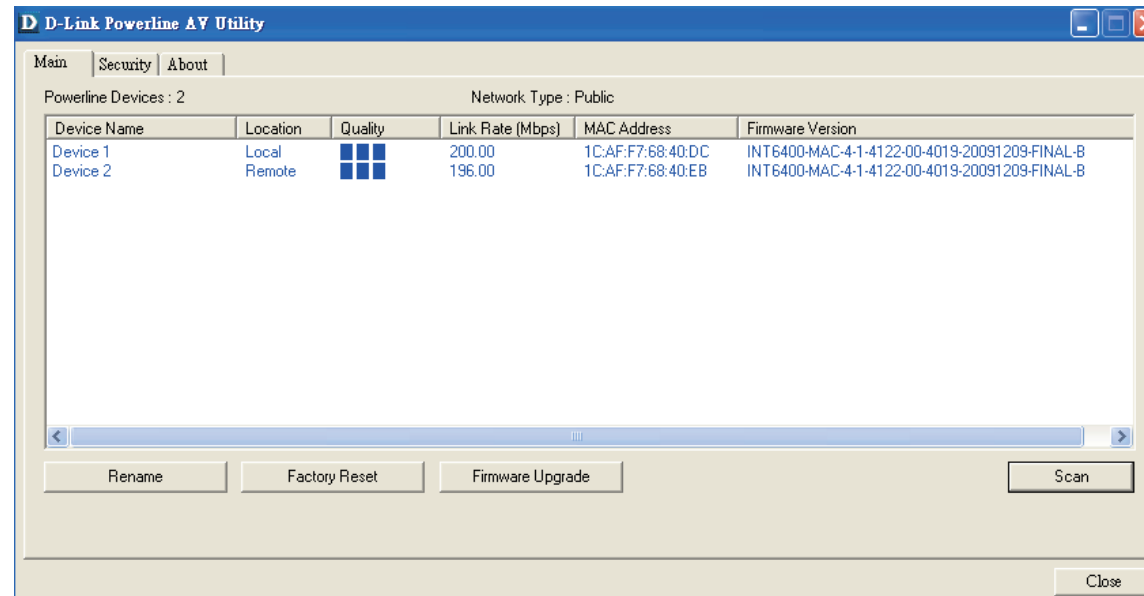 D D-Link Powerline AV Utility
Main Security About
Powerline Devices : 2 Network Type : Public
Device Name Location Quality Link Rate (Mbps) MAC Address Firmware Version
Device 1 Local 200.00 1C:AF:F7:68:40:DC INT6400-MAC-4-1-4122-00-4019-20091209-FINAL-B
Device 2 Remote 196.00 1C:AF:F7:68:40:EB INT6400-MAC-4-1-4122-00-4019-20091209-FINAL-B
Rename Factory Reset Firmware Upgrade Scan
Close